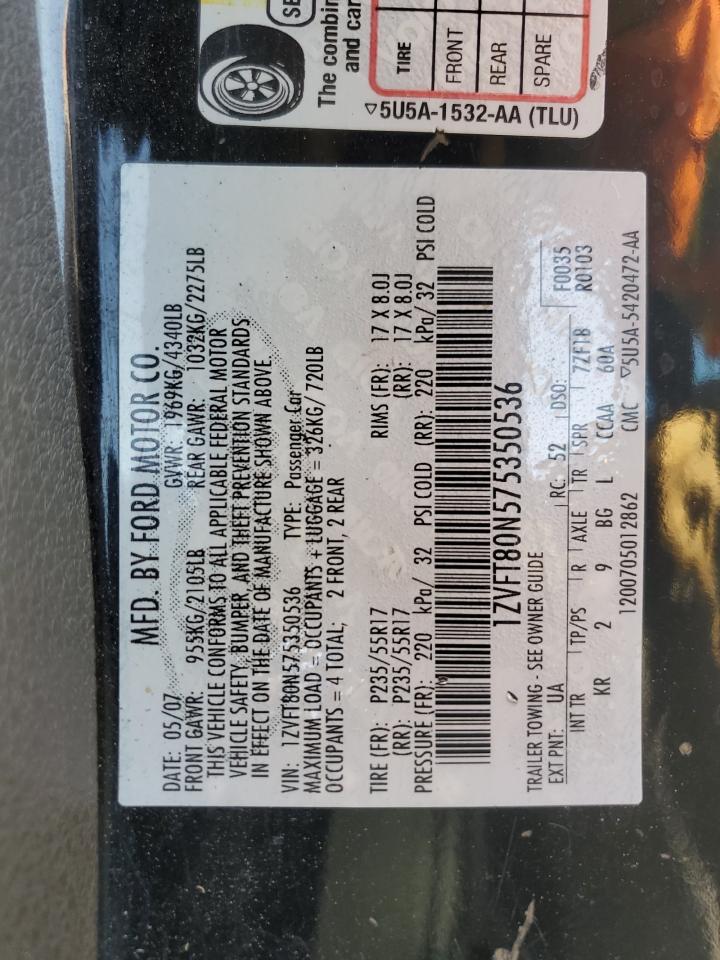 SE
The combin
and car
TIRE
FRONT
REAR
SPARE
▽5U5A-1532-AA (TLU)
MFD. BY FORD MOTOR CO.
DATE: 05/07 GVWR: 1969KG/4340LB
FRONT GAWR: 955KG/2105LB REAR GAWR: 1032KG/2275LB
THIS VEHICLE CONFORMS TO ALL APPLICABLE FEDERAL MOTOR
VEHICLE SAFETY, BUMPER, AND THEFT PREVENTION STANDARDS
IN EFFECT ON THE DATE OF MANUFACTURE SHOWN ABOVE.
VIN: 1ZVFT80N575350536 TYPE: Passenger Car
MAXIMUM LOAD = OCCUPANTS + LUGGAGE = 326KG/720LB
OCCUPANTS = 4 TOTAL; 2 FRONT, 2 REAR
TIRE (FR): P235/55R17 RIMS (FR): 17 X 8.0J
(RR): P235/55R17 (RR): 17 X 8.0J
PRESSURE (FR): 220 kPa/ 32 PSI COLD (RR): 220 kPa/ 32 PSI COLD
1ZVFT80N575350536
TRAILER TOWING - SEE OWNER GUIDE
EXT PNT: UA RC: 52 DSO: F0035
INT TR TP/PS R AXLE TR SPR 7ZF1B R0103
KR 2 9 BG L CCAA 60A
1200705012862 CMC ▽5U5A-5420472-AA